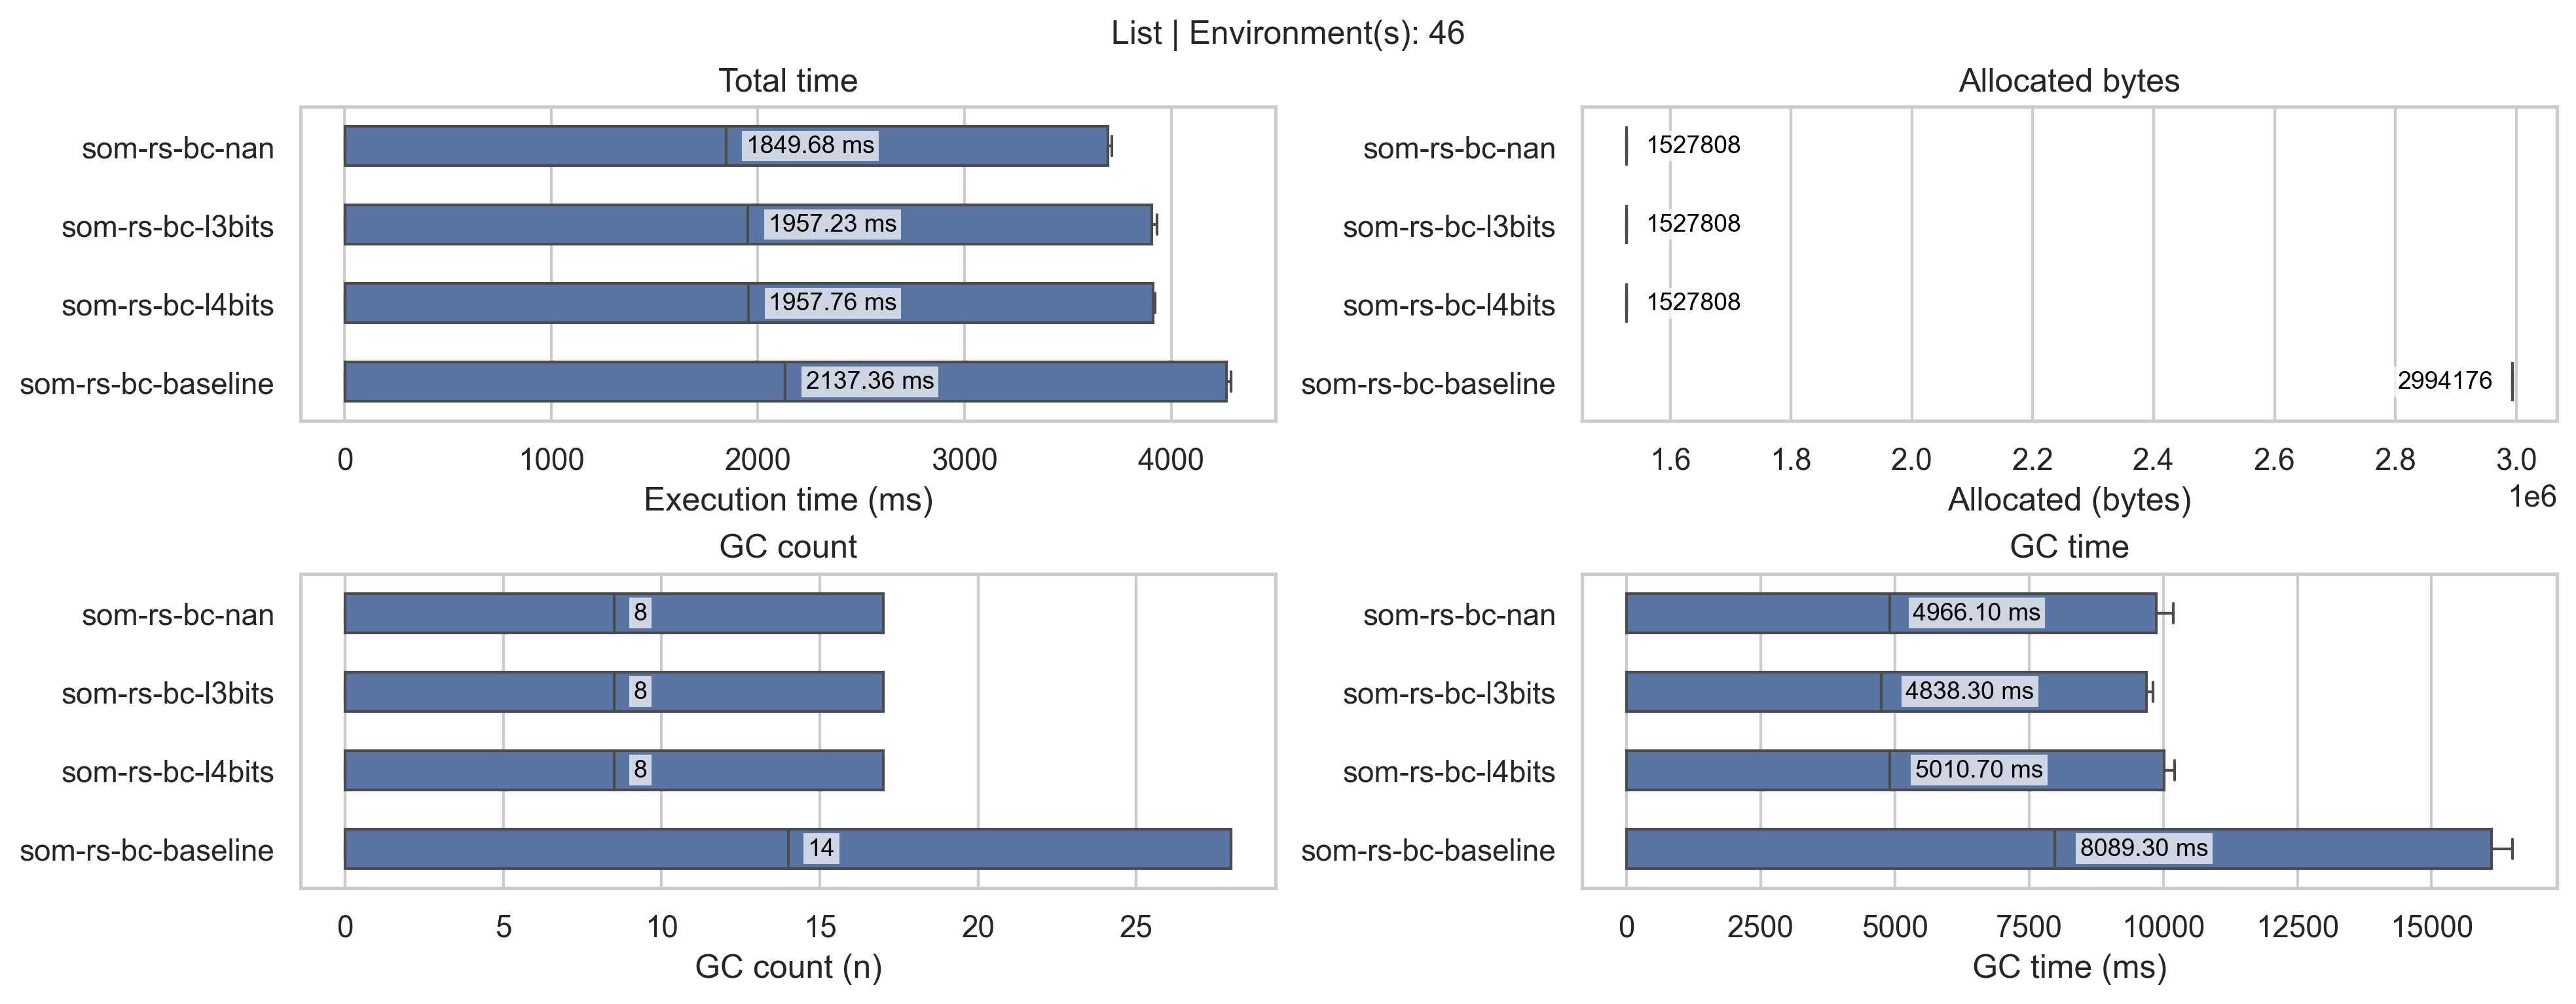 List | Environment(s): 46
Total time
som-rs-bc-nan
1849.68 ms
som-rs-bc-l3bits
1957.23 ms
som-rs-bc-l4bits
1957.76 ms
som-rs-bc-baseline
2137.36 ms
0 1000 2000 3000 4000
Execution time (ms)
Allocated bytes
som-rs-bc-nan
1527808
som-rs-bc-l3bits
1527808
som-rs-bc-l4bits
1527808
som-rs-bc-baseline
2994176
1.6 1.8 2.0 2.2 2.4 2.6 2.8 3.0
1e6
Allocated (bytes)
GC count
som-rs-bc-nan
8
som-rs-bc-l3bits
8
som-rs-bc-l4bits
8
som-rs-bc-baseline
14
0 5 10 15 20 25
GC count (n)
GC time
som-rs-bc-nan
4966.10 ms
som-rs-bc-l3bits
4838.30 ms
som-rs-bc-l4bits
5010.70 ms
som-rs-bc-baseline
8089.30 ms
0 2500 5000 7500 10000 12500 15000
GC time (ms)